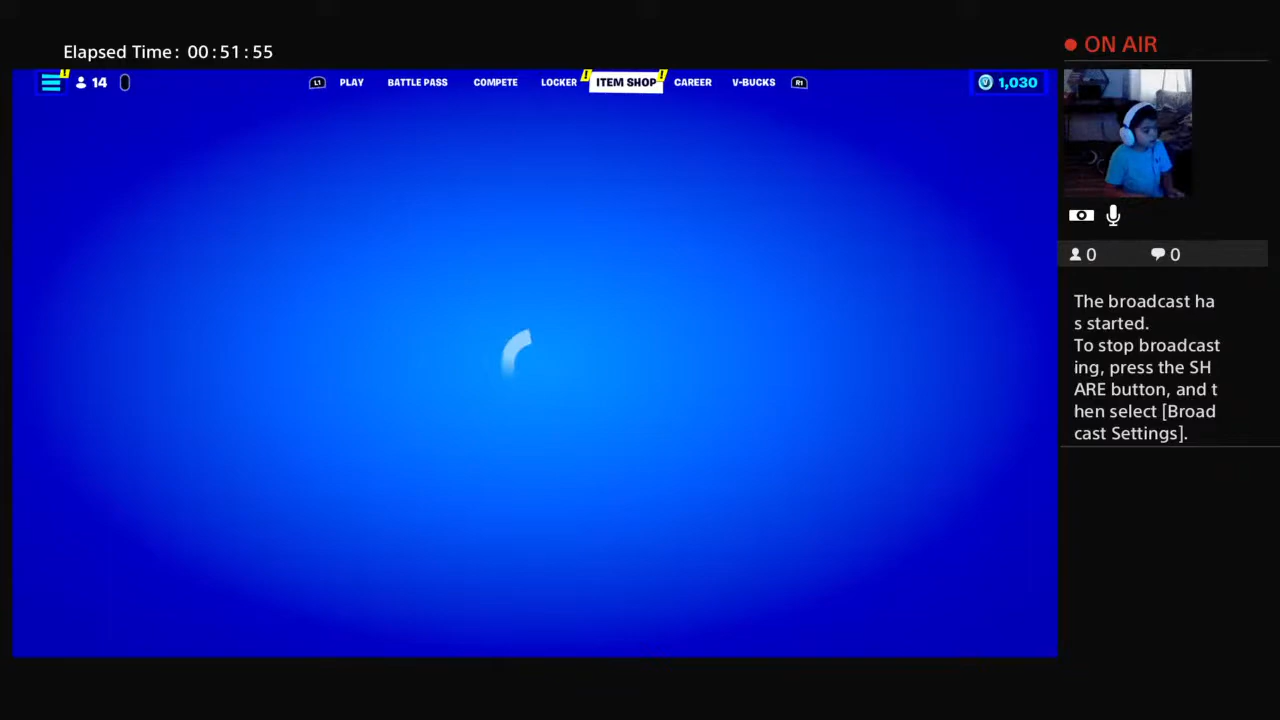 Elapsed Time: 00:51:55
ON AIR
! 14 L1 PLAY BATTLE PASS COMPETE LOCKER ! ITEM SHOP ! CAREER V-BUCKS R1 V 1,030
0 0
The broadcast ha
s started.
To stop broadcast
ing, press the SH
ARE button, and t
hen select [Broad
cast Settings].